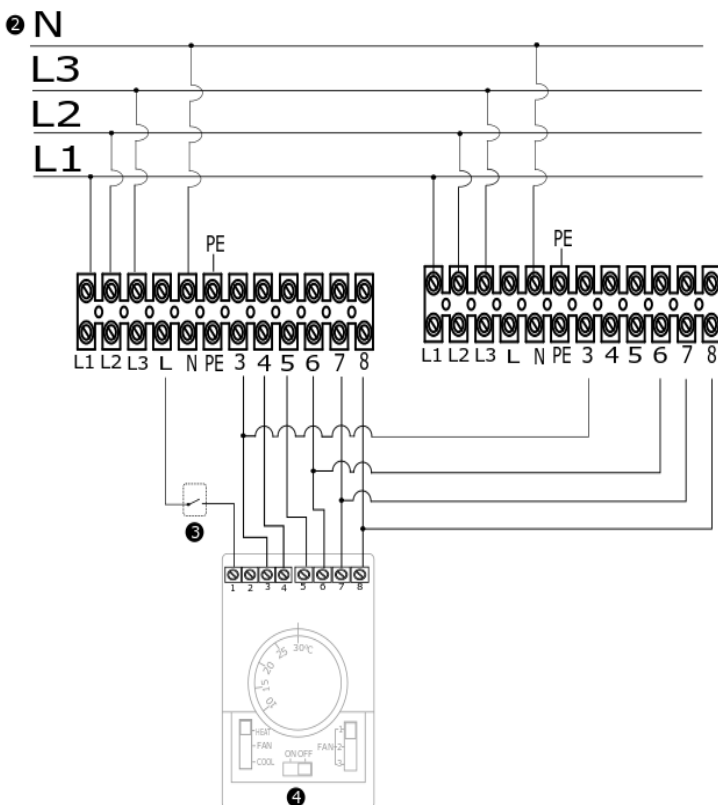 ❷ N
L3
L2
L1
PE
PE
L1 L2 L3 L N PE 3 4 5 6 7 8
L1 L2 L3 L N PE 3 4 5 6 7 8
❸
1 2 3 4 5 6 7 8
10 15 20 25 30°C
HEAT
FAN
COOL
ON OFF
FAN
1
2
3
❹